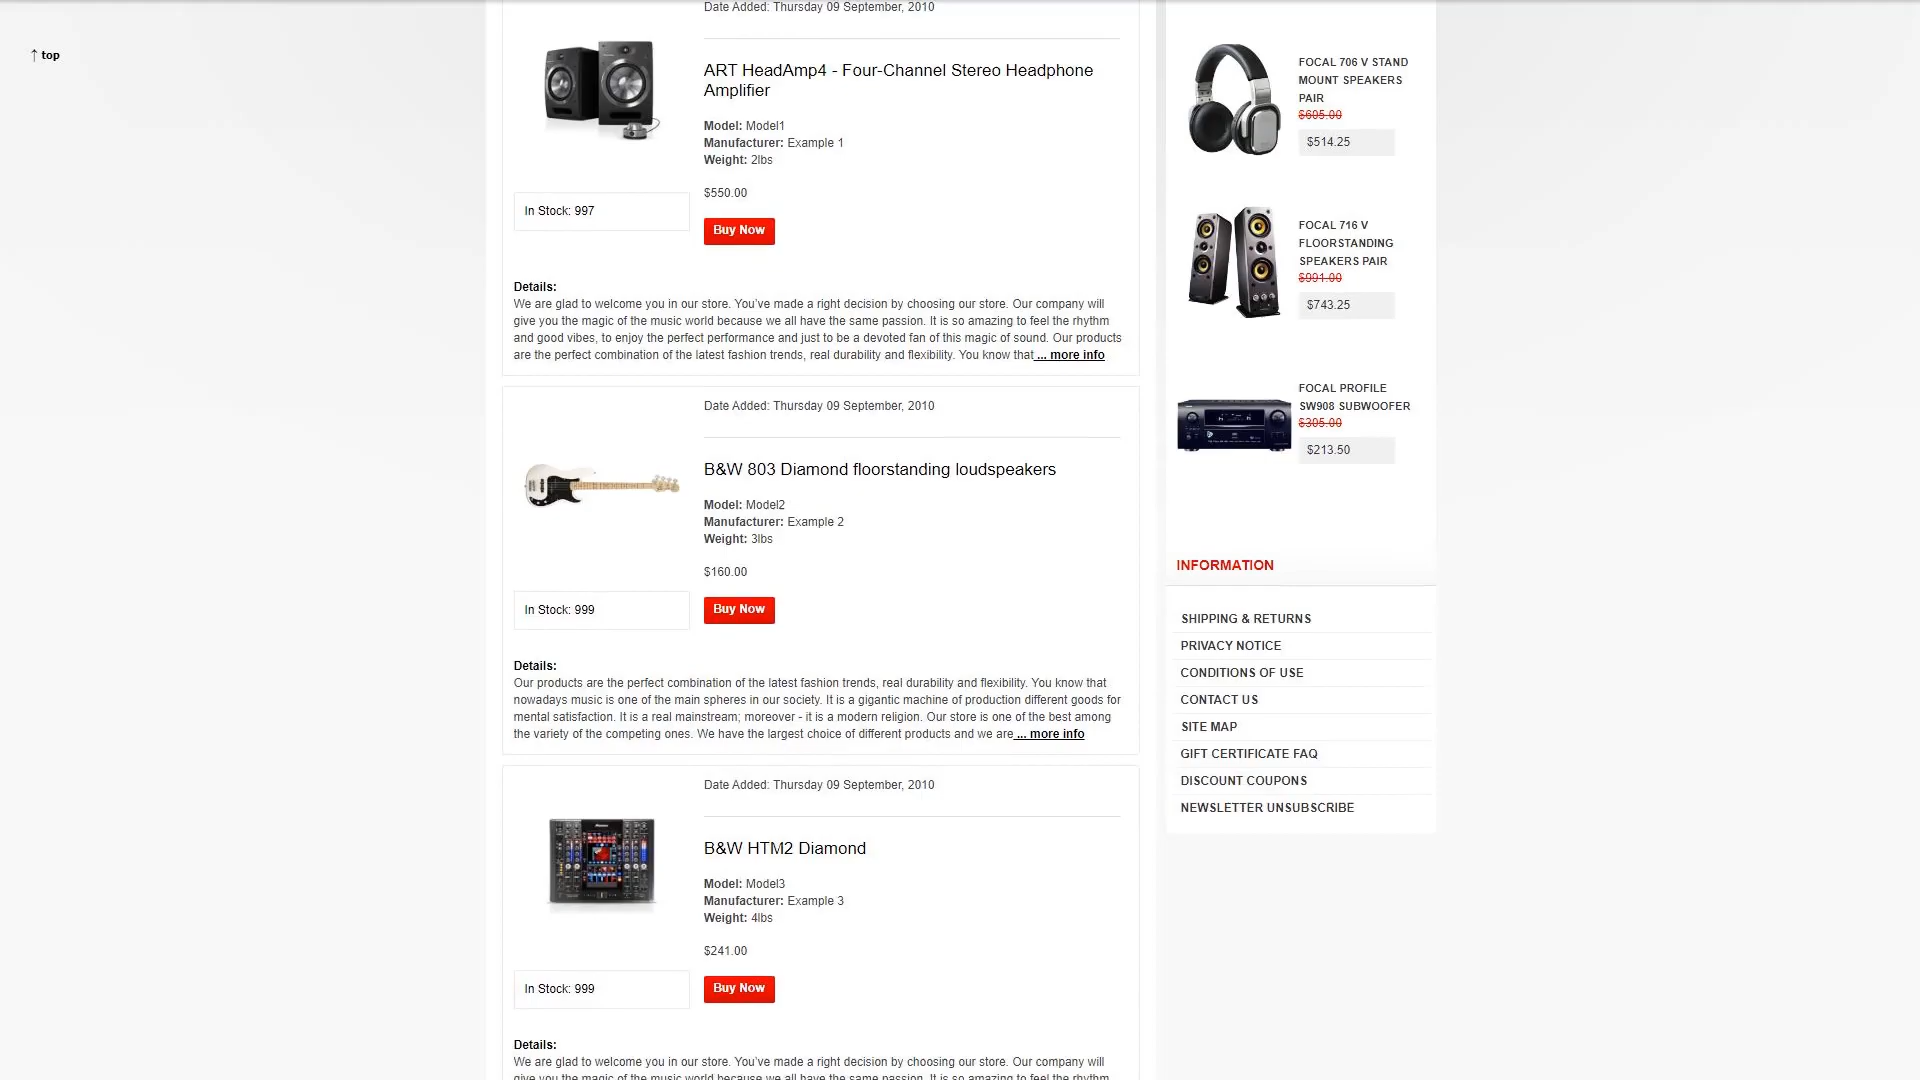 ↑ top
Date Added: Thursday 09 September, 2010
ART HeadAmp4 - Four-Channel Stereo Headphone
Amplifier
Model: Model1
Manufacturer: Example 1
Weight: 2lbs
$550.00
In Stock: 997
Buy Now
Details:
We are glad to welcome you in our store. You've made a right decision by choosing our store. Our company will
give you the magic of the music world because we all have the same passion. It is so amazing to feel the rhythm
and good vibes, to enjoy the perfect performance and just to be a devoted fan of this magic of sound. Our products
are the perfect combination of the latest fashion trends, real durability and flexibility. You know that ... more info
Date Added: Thursday 09 September, 2010
B&W 803 Diamond floorstanding loudspeakers
Model: Model2
Manufacturer: Example 2
Weight: 3lbs
$160.00
In Stock: 999
Buy Now
Details:
Our products are the perfect combination of the latest fashion trends, real durability and flexibility. You know that
nowadays music is one of the main spheres in our society. It is a gigantic machine of production different goods for
mental satisfaction. It is a real mainstream; moreover - it is a modern religion. Our store is one of the best among
the variety of the competing ones. We have the largest choice of different products and we are ... more info
Date Added: Thursday 09 September, 2010
B&W HTM2 Diamond
Model: Model3
Manufacturer: Example 3
Weight: 4lbs
$241.00
In Stock: 999
Buy Now
Details:
We are glad to welcome you in our store. You've made a right decision by choosing our store. Our company will
give you the magic of the music world because we all have the same passion. It is so amazing to feel the rhythm
FOCAL 706 V STAND
MOUNT SPEAKERS
PAIR
$605.00
$514.25
FOCAL 716 V
FLOORSTANDING
SPEAKERS PAIR
$991.00
$743.25
FOCAL PROFILE
SW908 SUBWOOFER
$305.00
$213.50
INFORMATION
SHIPPING & RETURNS
PRIVACY NOTICE
CONDITIONS OF USE
CONTACT US
SITE MAP
GIFT CERTIFICATE FAQ
DISCOUNT COUPONS
NEWSLETTER UNSUBSCRIBE